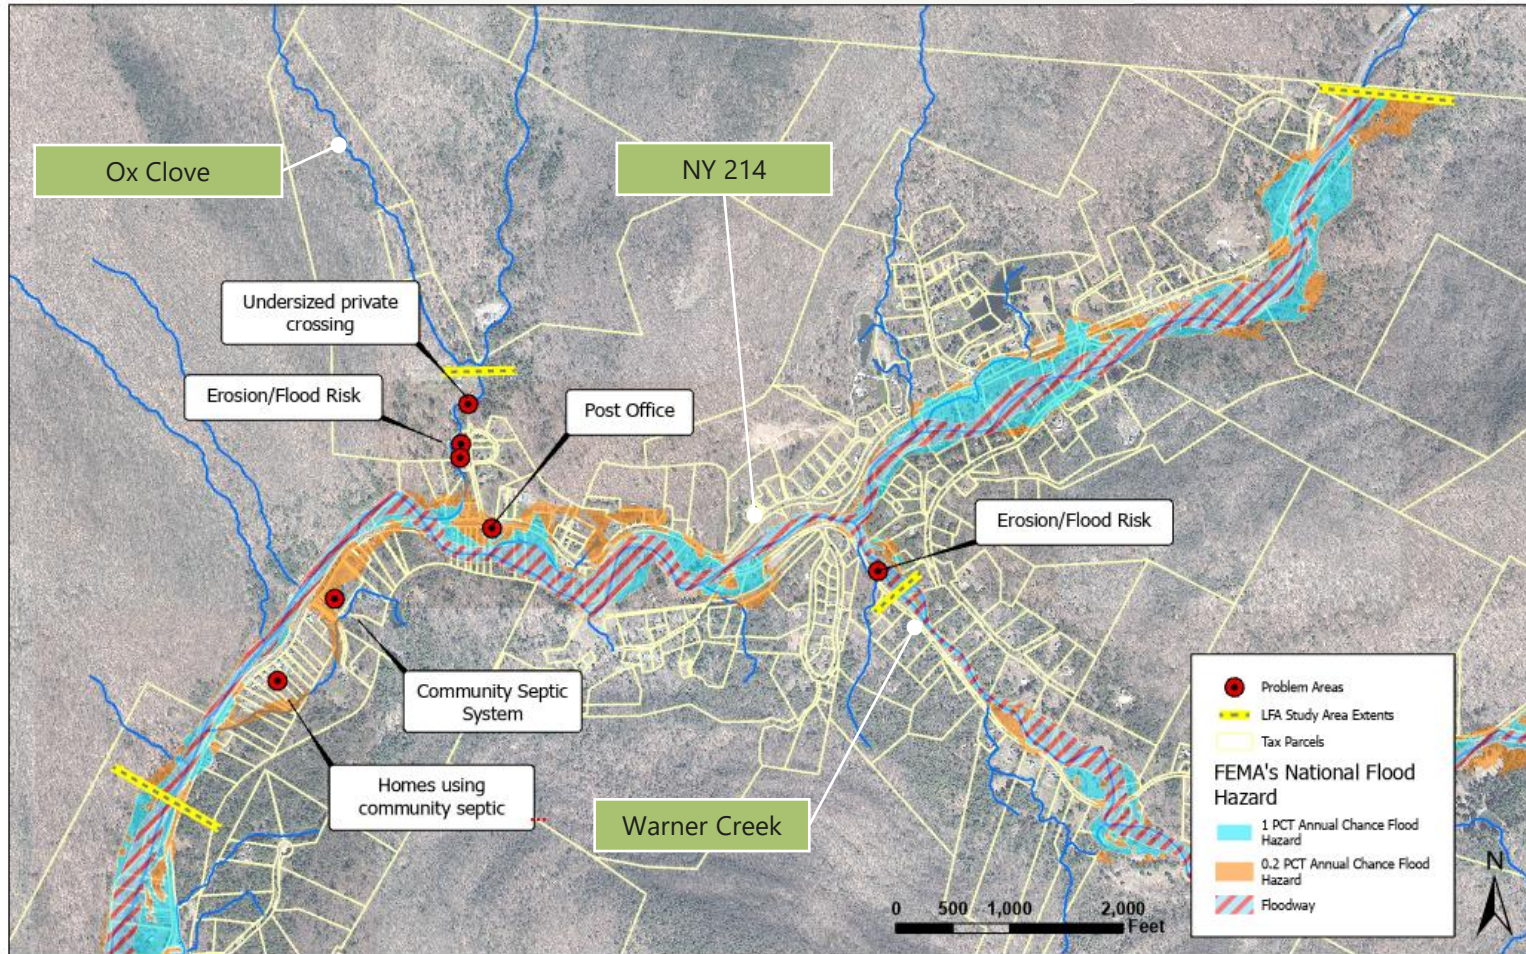 Ox Clove
NY 214
Undersized private
crossing
Erosion/Flood Risk
Post Office
Erosion/Flood Risk
Community Septic
System
Homes using
community septic
Warner Creek
Problem Areas
LFA Study Area Extents
Tax Parcels
FEMA's National Flood
Hazard
1 PCT Annual Chance Flood
Hazard
0.2 PCT Annual Chance Flood
Hazard
Floodway
N
0 500 1,000 2,000
Feet